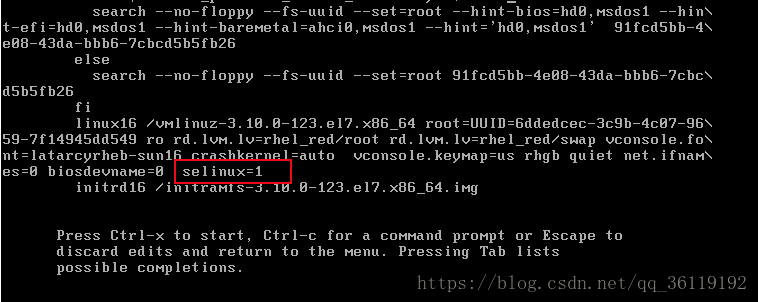 search --no-floppy --fs-uuid --set=root --hint-bios=hd0,msdos1 --hin\
t-efi=hd0,msdos1 --hint-baremetal=ahci0,msdos1 --hint='hd0,msdos1'  91fcd5bb-4\
e08-43da-bbb6-7cbcd5b5fb26
else
search --no-floppy --fs-uuid --set=root 91fcd5bb-4e08-43da-bbb6-7cbc\
d5b5fb26
fi
linux16 /vmlinuz-3.10.0-123.el7.x86_64 root=UUID=6ddedcec-3c9b-4c07-96\
59-7f14945dd549 ro rd.lvm.lv=rhel_red/root rd.lvm.lv=rhel_red/swap vconsole.fo\
nt=latarcyrheb-sun16 crashkernel=auto  vconsole.keymap=us rhgb quiet net.ifnam\
es=0 biosdevname=0  selinux=1
initrd16 /initramfs-3.10.0-123.el7.x86_64.img
Press Ctrl-x to start, Ctrl-c for a command prompt or Escape to
discard edits and return to the menu. Pressing Tab lists
possible completions.
https://blog.csdn.net/qq_36119192